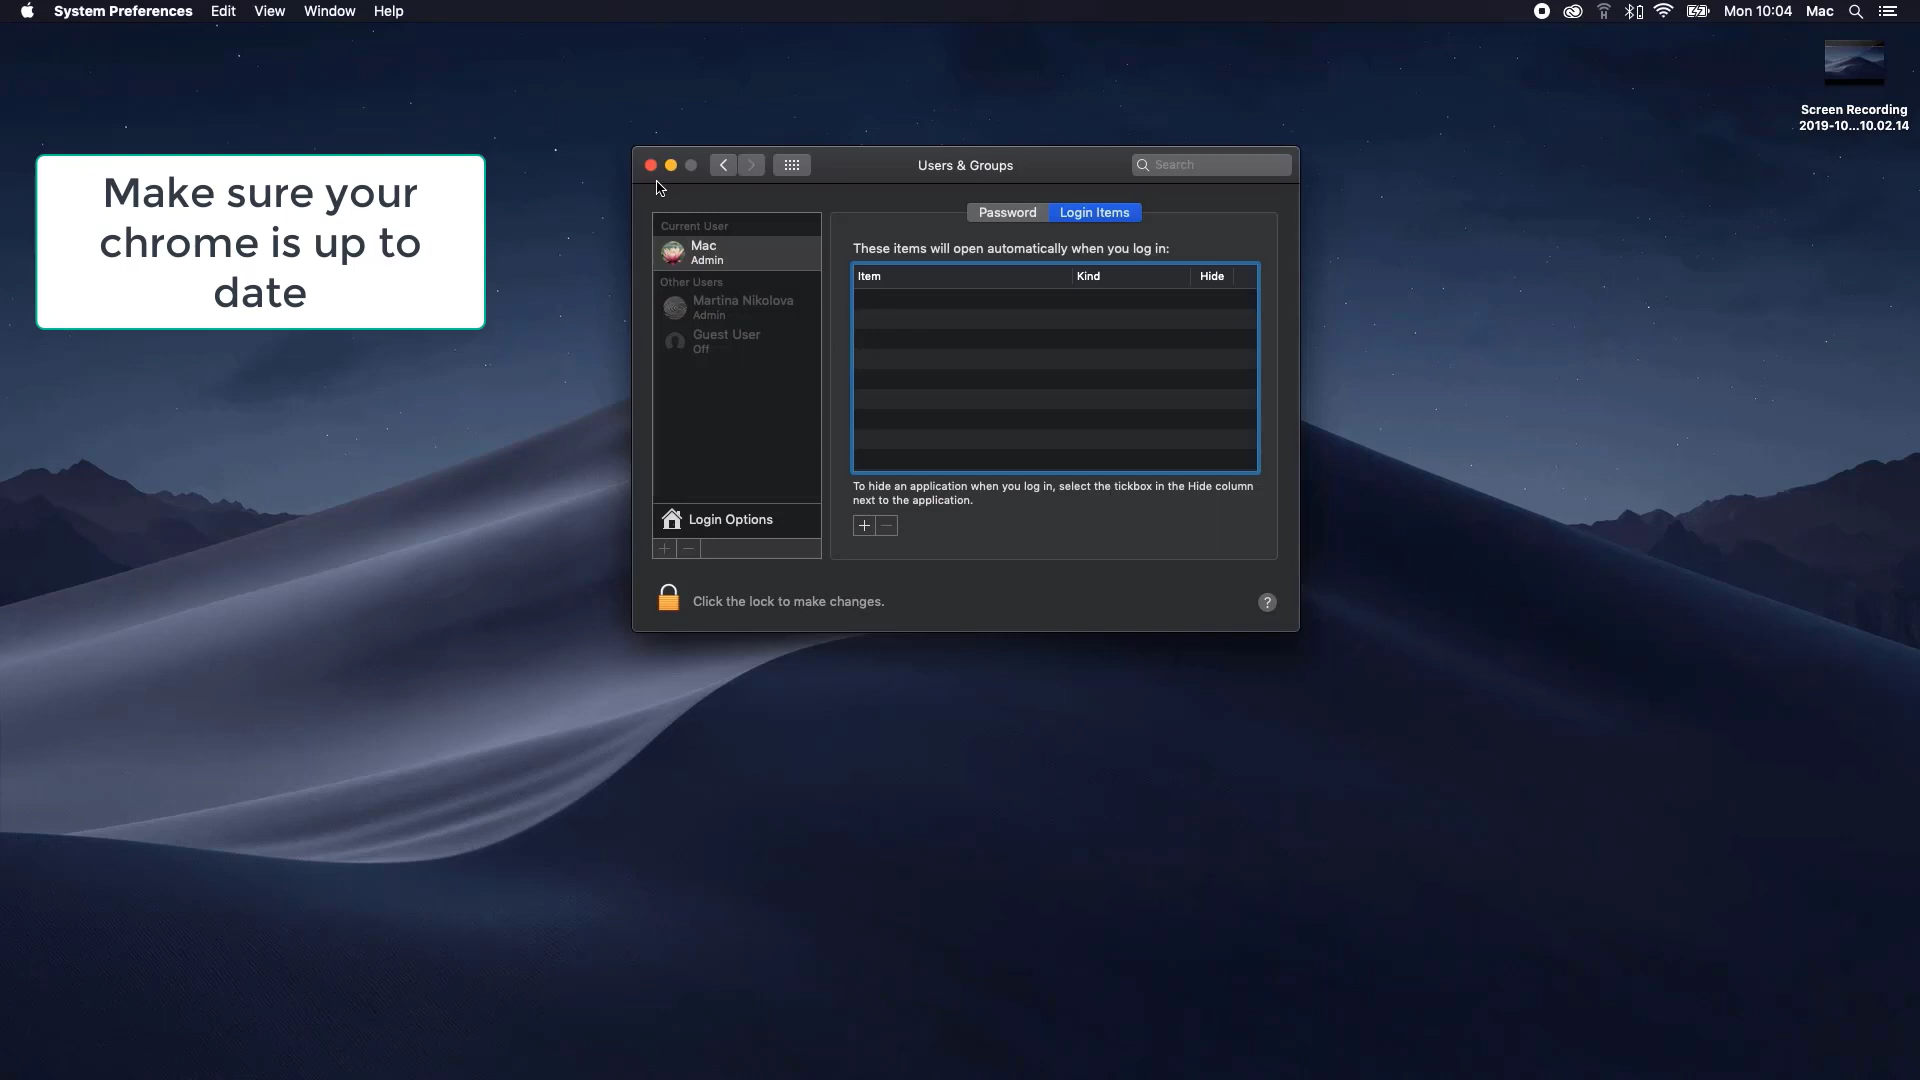 System Preferences Edit View Window Help
Mon 10:04 Mac
Screen Recording
2019-10...10.02.14
Make sure your
chrome is up to
date
Users & Groups
Search
Password Login Items
Current User
Mac
Admin
Other Users
Martina Nikolova
Admin
Guest User
Off
Login Options
These items will open automatically when you log in:
Item Kind Hide
To hide an application when you log in, select the tickbox in the Hide column
next to the application.
Click the lock to make changes.
?